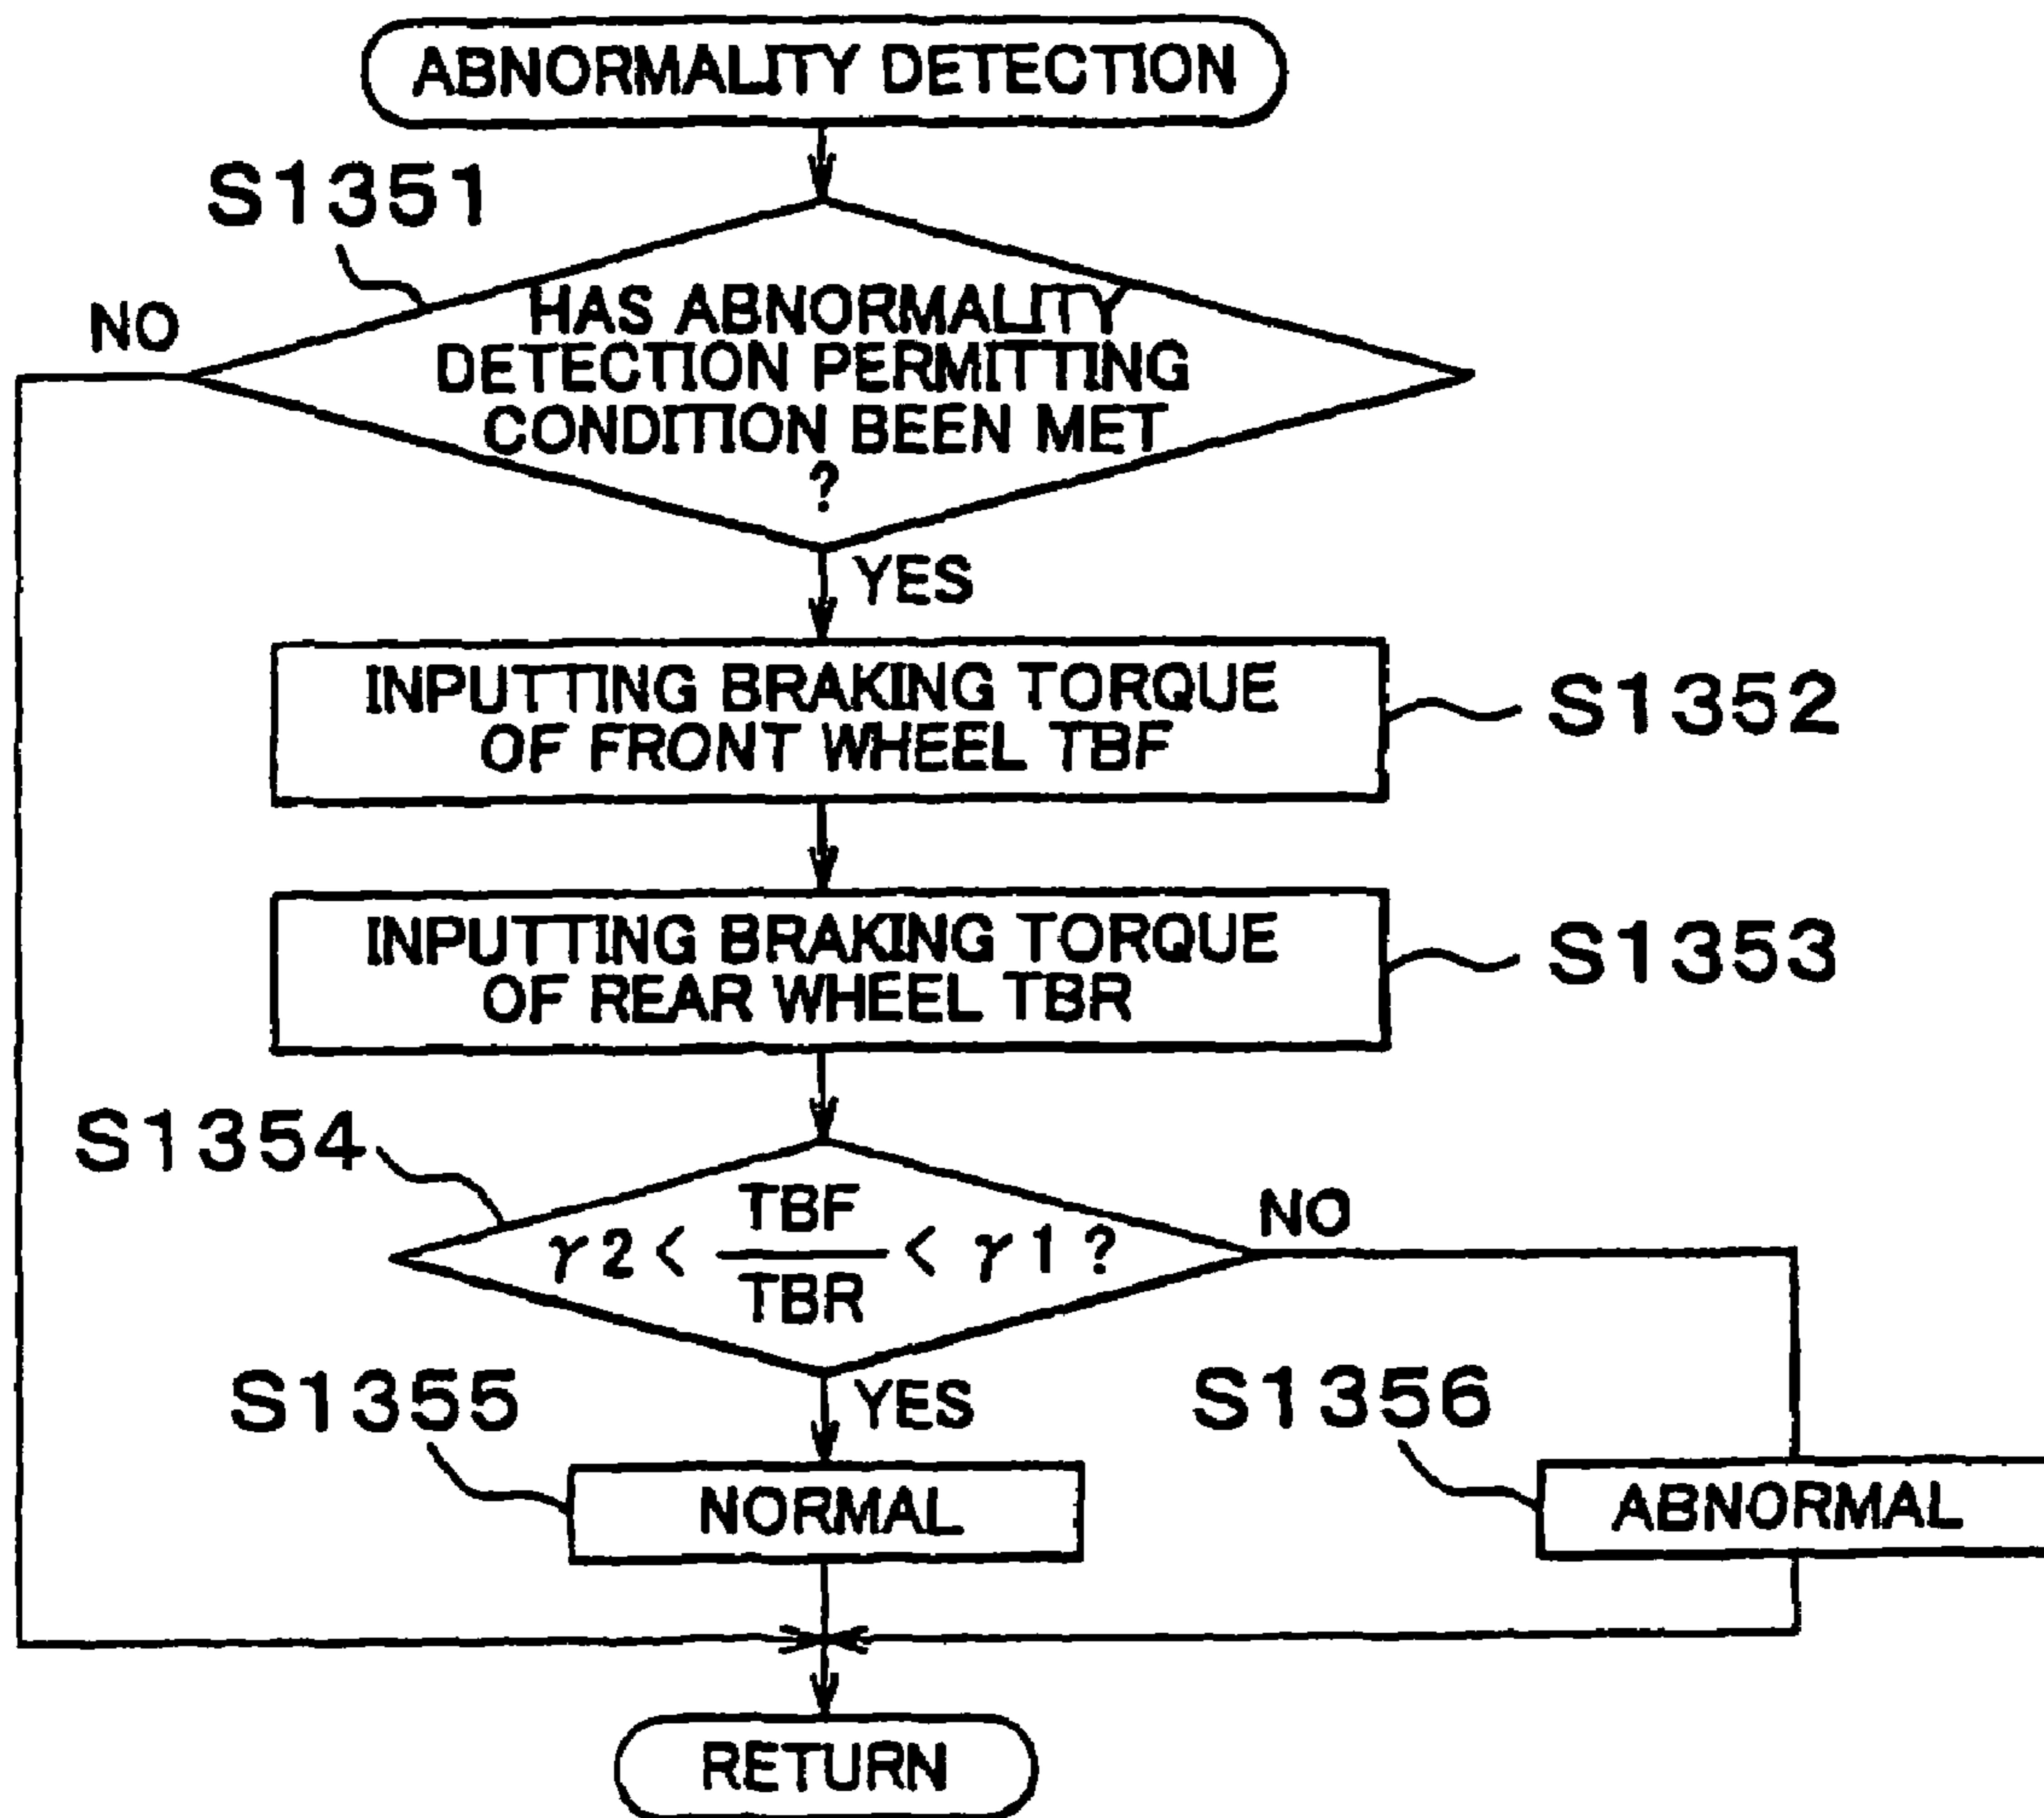 ABNORMALITY DETECTION
S1351
NO
HAS ABNORMALITY
DETECTION PERMITTING
CONDITION BEEN MET
?
YES
INPUTTING BRAKING TORQUE
OF FRONT WHEEL TBF
S1352
INPUTTING BRAKING TORQUE
OF REAR WHEEL TBR
S1353
S1354
γ2 < TBF/TBR < γ1 ?
NO
YES
S1355
NORMAL
S1356
ABNORMAL
RETURN